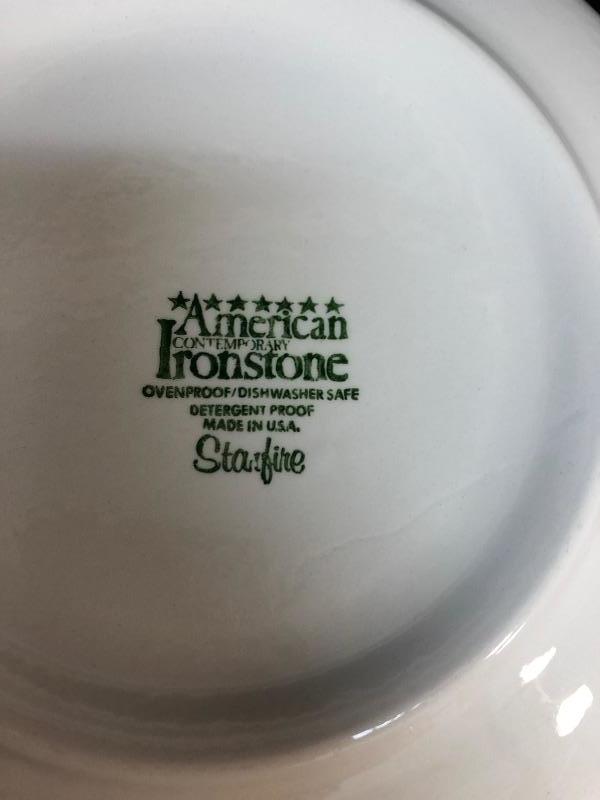 American
CONTEMPORARY
Ironstone
OVENPROOF/DISHWASHER SAFE
DETERGENT PROOF
MADE IN U.S.A.
Starfire